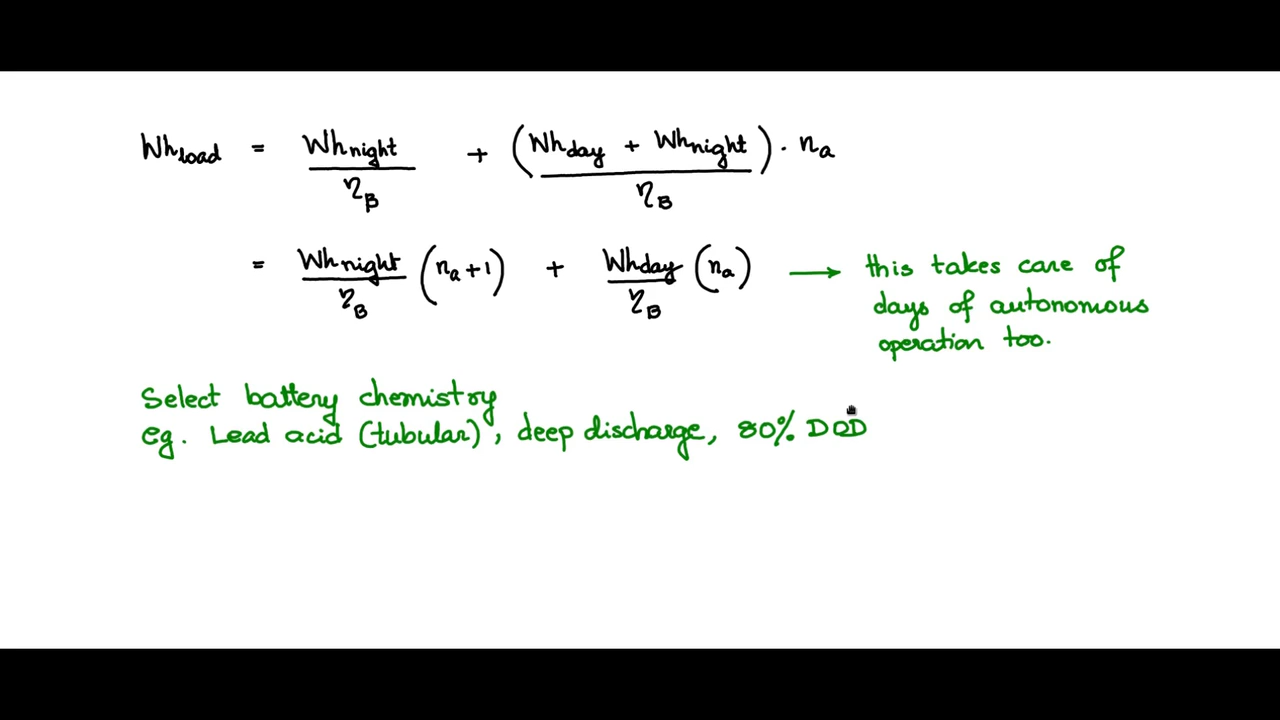 Wh_load = Wh_night / η_B + (Wh_day + Wh_night / η_B) · n_a
= Wh_night / η_B (n_a + 1) + Wh_day / η_B (n_a) → this takes care of
days of autonomous
operation too.
Select battery chemistry
eg. Lead acid (tubular), deep discharge, 80% DOD